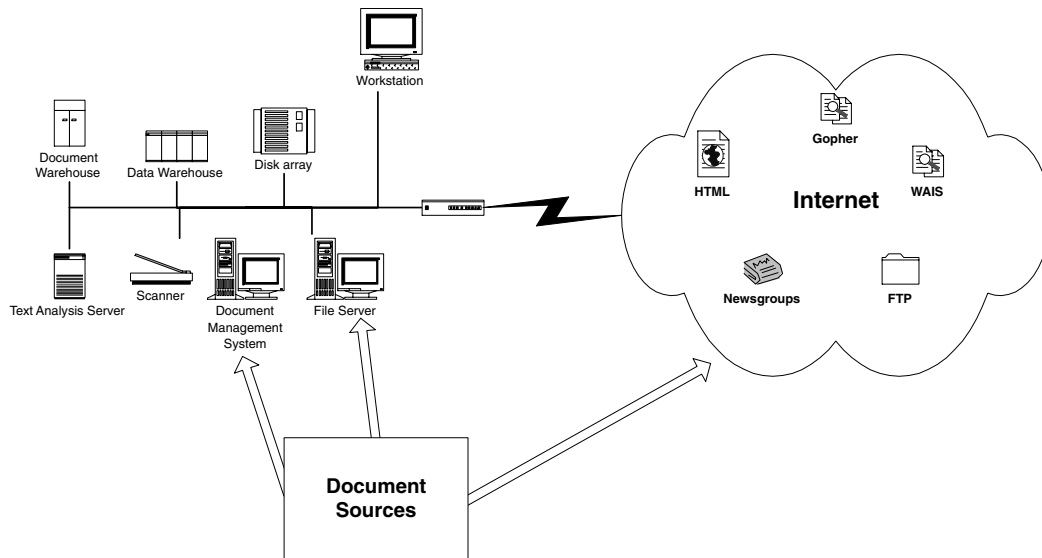 Workstation
Document
Warehouse
Data Warehouse
Disk array
Text Analysis Server
Scanner
Document
Management
System
File Server
Gopher
HTML
WAIS
Internet
Newsgroups
FTP
Document
Sources